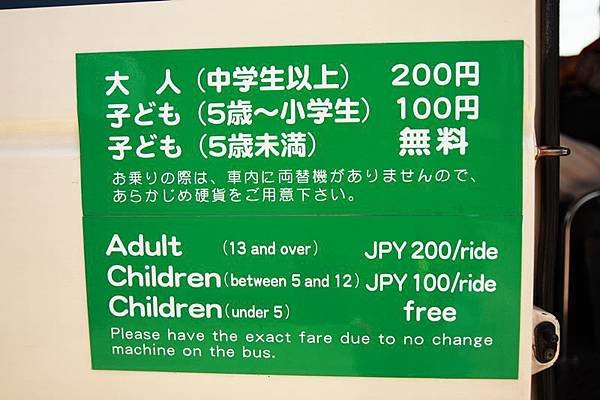 大 人（中学生以上） 200円
子ども（5歳～小学生） 100円
子ども（5歳未満） 無料
お乗りの際は、車内に両替機がありませんので、
あらかじめ硬貨をご用意下さい。
Adult (13 and over) JPY 200/ride
Children (between 5 and 12) JPY 100/ride
Children (under 5) free
Please have the exact fare due to no change
machine on the bus.